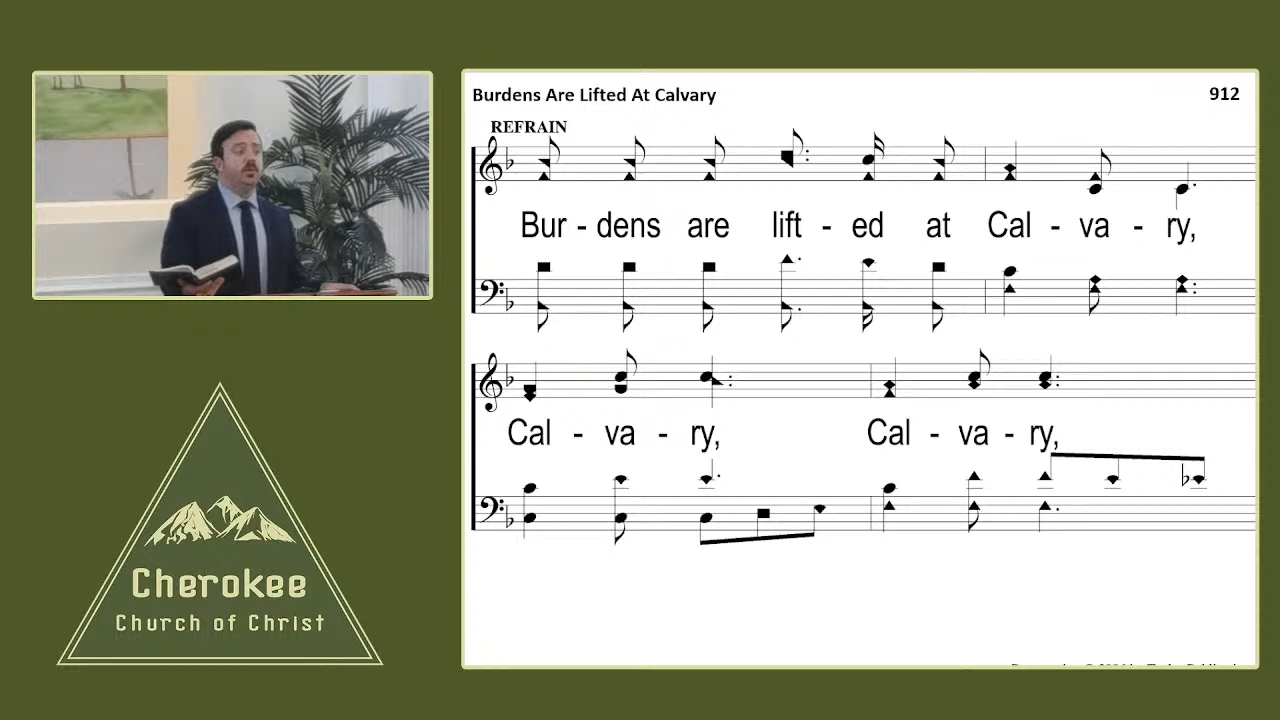 Burdens Are Lifted At Calvary 912
REFRAIN
Bur - dens are lift - ed at Cal - va - ry,
Cal - va - ry, Cal - va - ry,
Cherokee
Church of Christ